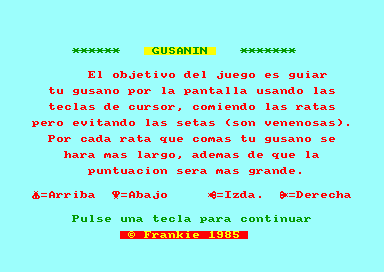 ****** GUSANIN *******
El objetivo del juego es guiar
tu gusano por la pantalla usando las
teclas de cursor, comiendo las ratas
pero evitando las setas (son venenosas).
Por cada rata que comas tu gusano se
hara mas largo, ademas de que la
puntuacion sera mas grande.
=Arriba =Abajo =Izda. =Derecha
Pulse una tecla para continuar
© Frankie 1985